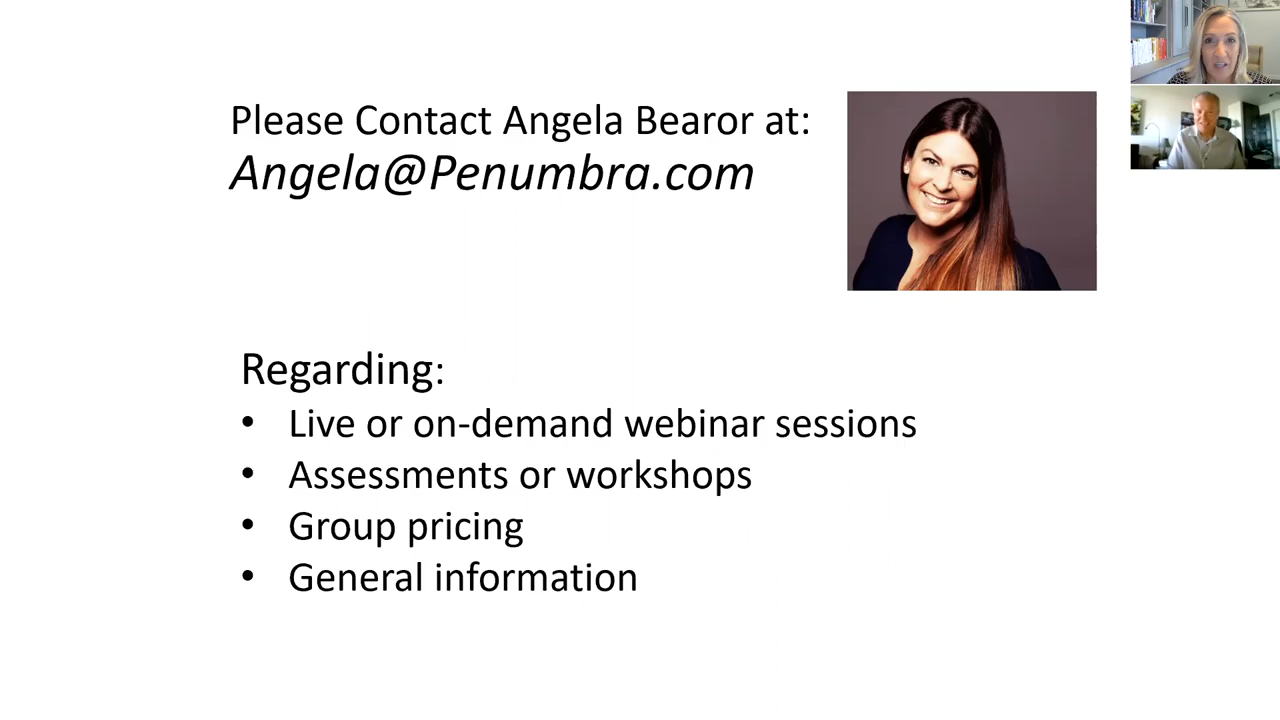 Please Contact Angela Bearor at:
Angela@Penumbra.com
Regarding:
• Live or on-demand webinar sessions
• Assessments or workshops
• Group pricing
• General information